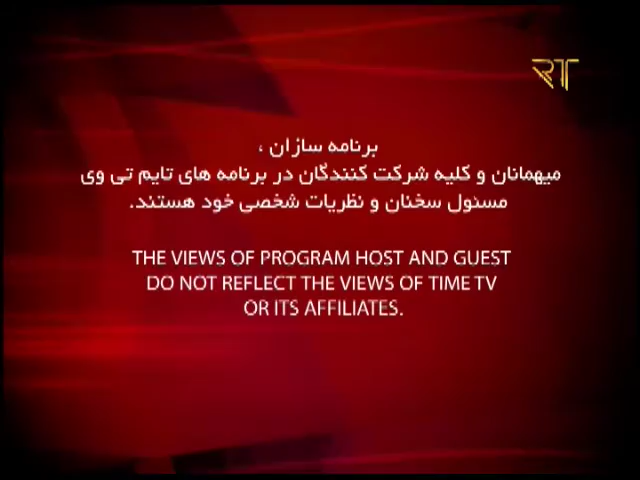 RT
برنامه سازان ،
میهمانان و کلیه شرکت کنندگان در برنامه های تایم تی وی
مسئول سخنان و نظریات شخصی خود هستند.
THE VIEWS OF PROGRAM HOST AND GUEST
DO NOT REFLECT THE VIEWS OF TIME TV
OR ITS AFFILIATES.